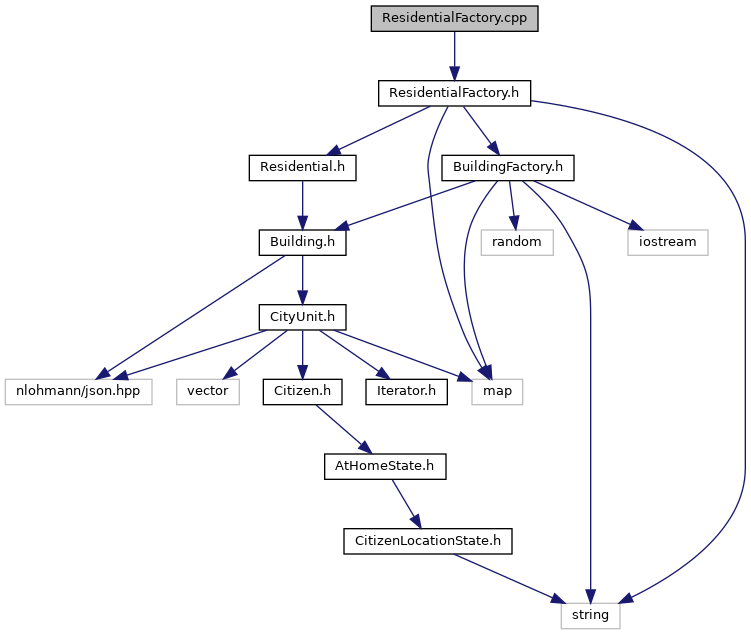 ResidentialFactory.cpp
ResidentialFactory.h
Residential.h
BuildingFactory.h
Building.h
random
iostream
CityUnit.h
nlohmann/json.hpp
vector
Citizen.h
Iterator.h
map
AtHomeState.h
CitizenLocationState.h
string